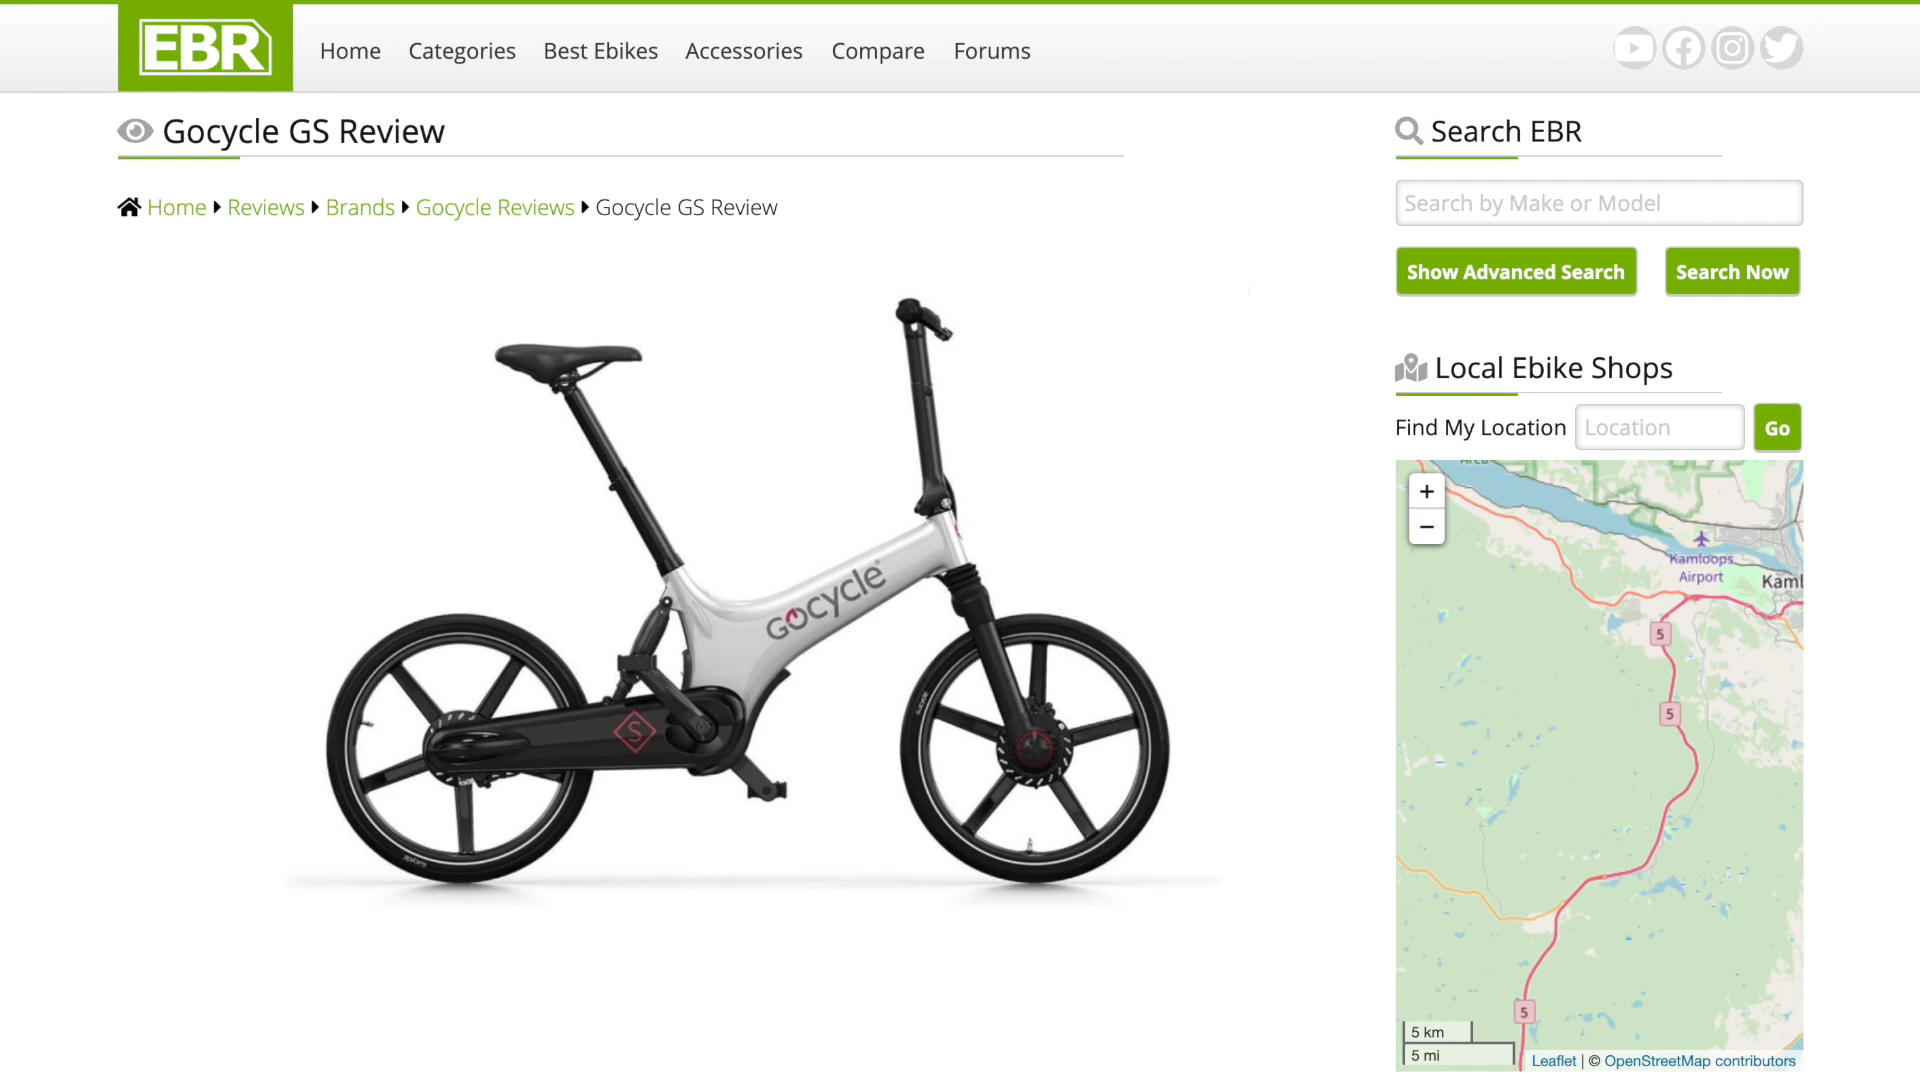 EBR
Home Categories Best Ebikes Accessories Compare Forums
Gocycle GS Review
Home Reviews Brands Gocycle Reviews Gocycle GS Review
GOCYCLE
S
Search EBR
Search by Make or Model
Show Advanced Search Search Now
Local Ebike Shops
Find My Location Location Go
Area
+
−
Kamloops
Airport
Kaml
5
5
5
5 km
5 mi
Leaflet | © OpenStreetMap contributors